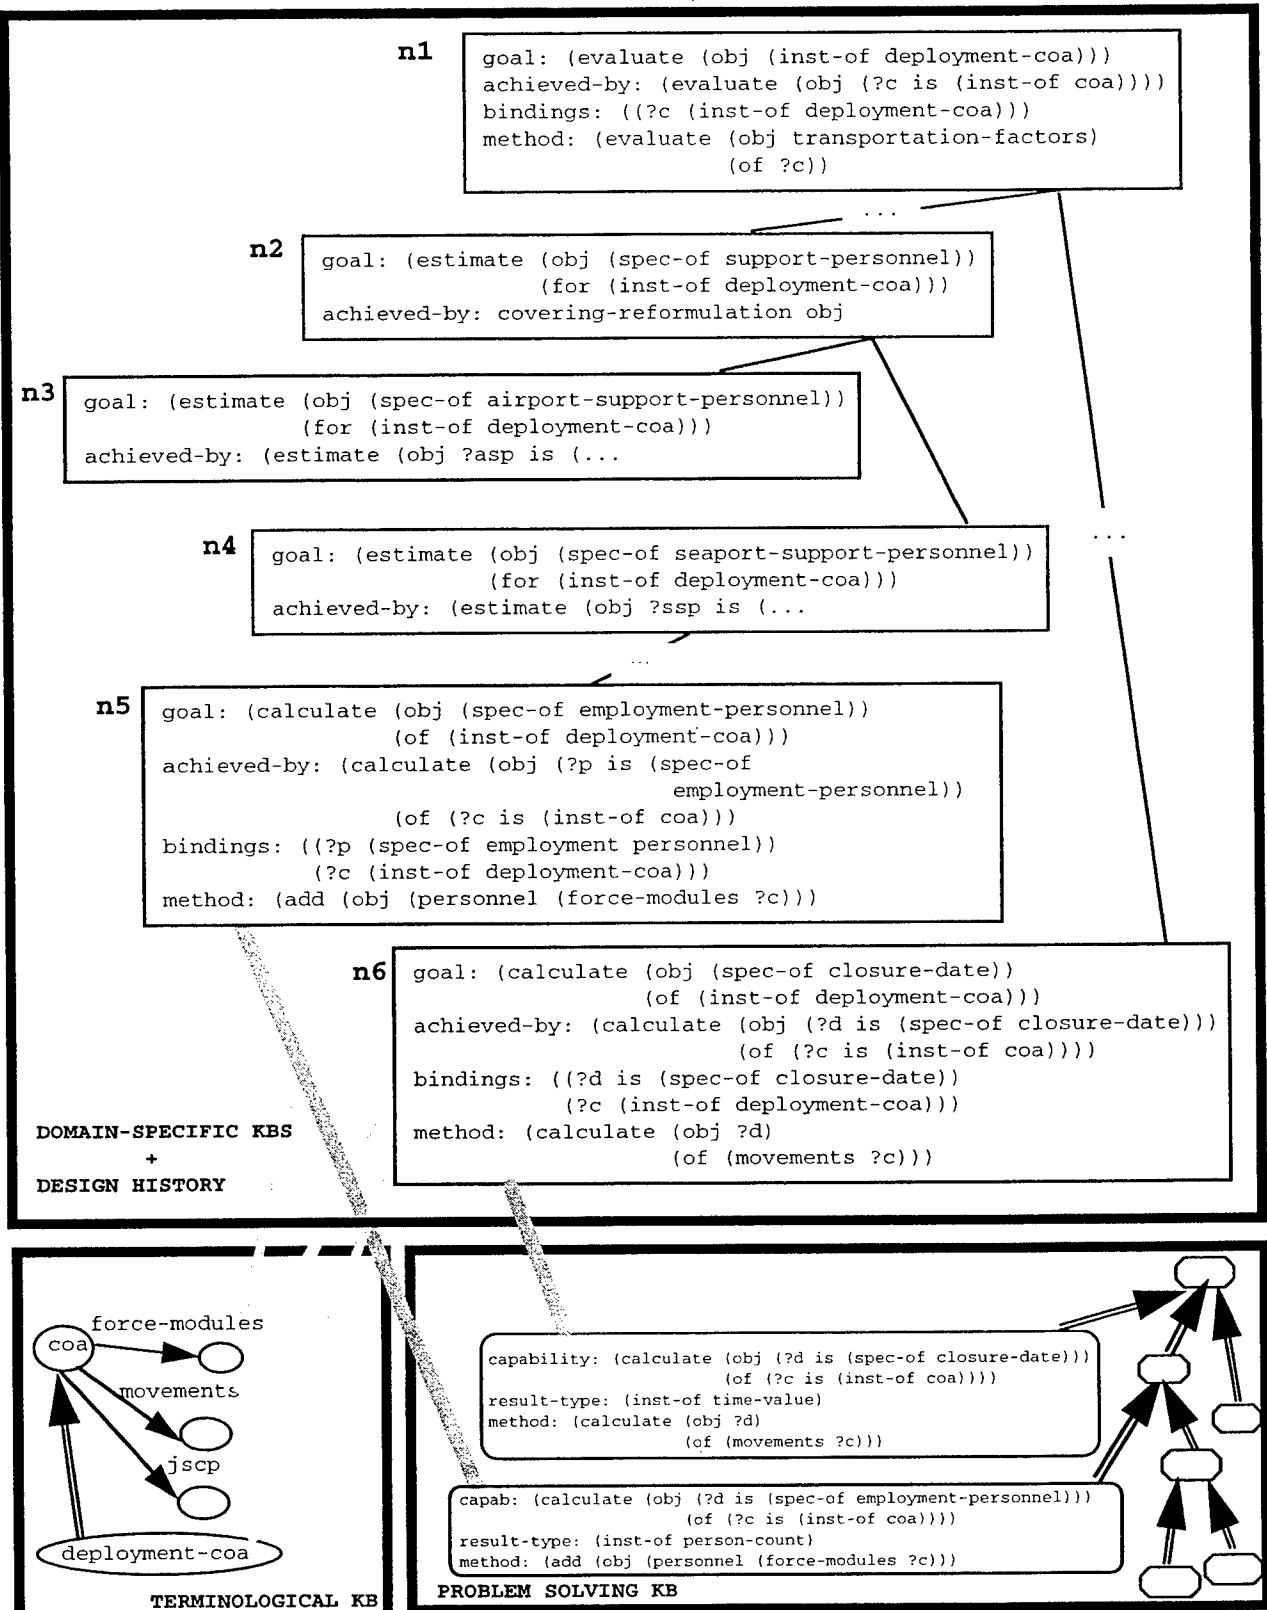 n1
goal: (evaluate (obj (inst-of deployment-coa)))
achieved-by: (evaluate (obj (?c is (inst-of coa))))
bindings: ((?c (inst-of deployment-coa)))
method: (evaluate (obj transportation-factors)
(of ?c))
...
n2
goal: (estimate (obj (spec-of support-personnel))
(for (inst-of deployment-coa)))
achieved-by: covering-reformulation obj
n3
goal: (estimate (obj (spec-of airport-support-personnel))
(for (inst-of deployment-coa)))
achieved-by: (estimate (obj ?asp is (...
...
n4
goal: (estimate (obj (spec-of seaport-support-personnel))
(for (inst-of deployment-coa)))
achieved-by: (estimate (obj ?ssp is (...
...
n5
goal: (calculate (obj (spec-of employment-personnel))
(of (inst-of deployment-coa)))
achieved-by: (calculate (obj (?p is (spec-of
employment-personnel))
(of (?c is (inst-of coa)))
bindings: ((?p (spec-of employment personnel))
(?c (inst-of deployment-coa)))
method: (add (obj (personnel (force-modules ?c)))
n6
goal: (calculate (obj (spec-of closure-date))
(of (inst-of deployment-coa)))
achieved-by: (calculate (obj (?d is (spec-of closure-date)))
(of (?c is (inst-of coa))))
bindings: ((?d is (spec-of closure-date))
(?c (inst-of deployment-coa)))
method: (calculate (obj ?d)
(of (movements ?c)))
DOMAIN-SPECIFIC KBS
+
DESIGN HISTORY
force-modules
coa
movements
jscp
deployment-coa
TERMINOLOGICAL KB
capability: (calculate (obj (?d is (spec-of closure-date)))
(of (?c is (inst-of coa))))
result-type: (inst-of time-value)
method: (calculate (obj ?d)
(of (movements ?c)))
capab: (calculate (obj (?d is (spec-of employment-personnel)))
(of (?c is (inst-of coa))))
result-type: (inst-of person-count)
method: (add (obj (personnel (force-modules ?c)))
PROBLEM SOLVING KB